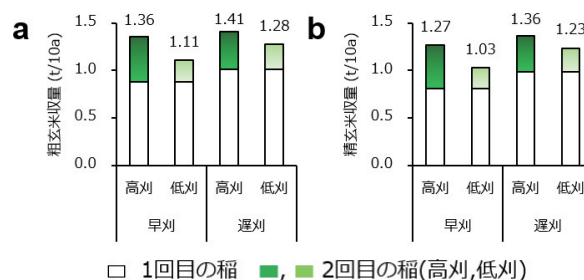 a
粗玄米収量 (t/10a)
1.5
1.0
0.5
0.0
1.36
1.11
1.41
1.28
高刈 低刈 高刈 低刈
早刈 遅刈
b
精玄米収量 (t/10a)
1.5
1.0
0.5
0.0
1.27
1.03
1.36
1.23
高刈 低刈 高刈 低刈
早刈 遅刈
1回目の稲 , 2回目の稲(高刈,低刈)